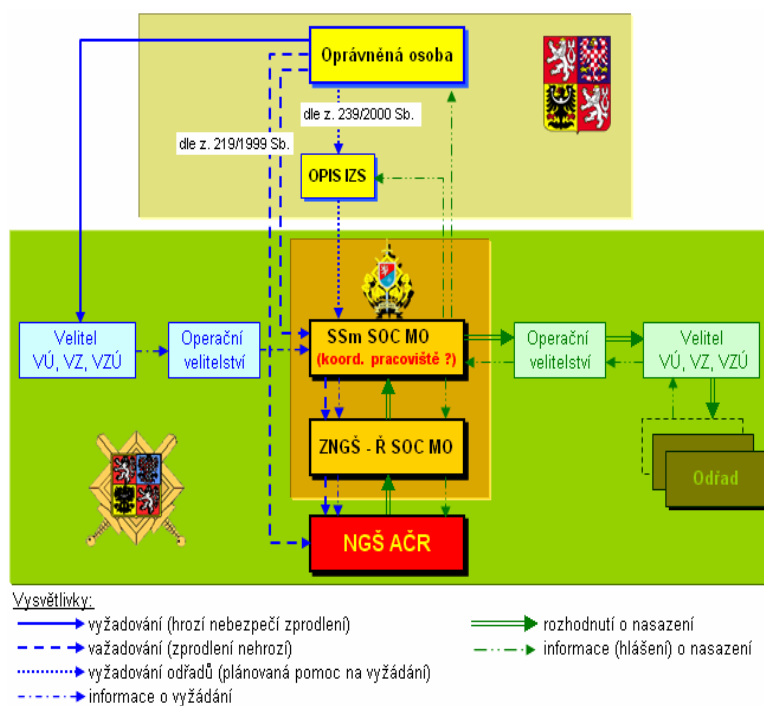 Oprávněná osoba
dle z. 239/2000 Sb.
dle z. 219/1999 Sb.
OPIS IZS
Velitel
VÚ, VZ, VZÚ
Operační
velitelství
SSm SOC MO
(koord. pracoviště ?)
Operační
velitelství
Velitel
VÚ, VZ, VZÚ
ZNGŠ - Ř SOC MO
Odřad
NGŠ AČR
Vysvětlivky:
vyžadování (hrozí nebezpečí zprodlení)
važadování (zprodlení nehrozí)
vyžadování odřadů (plánovaná pomoc na vyžádání)
informace o vyžádání
rozhodnutí o nasazení
informace (hlášení) o nasazení